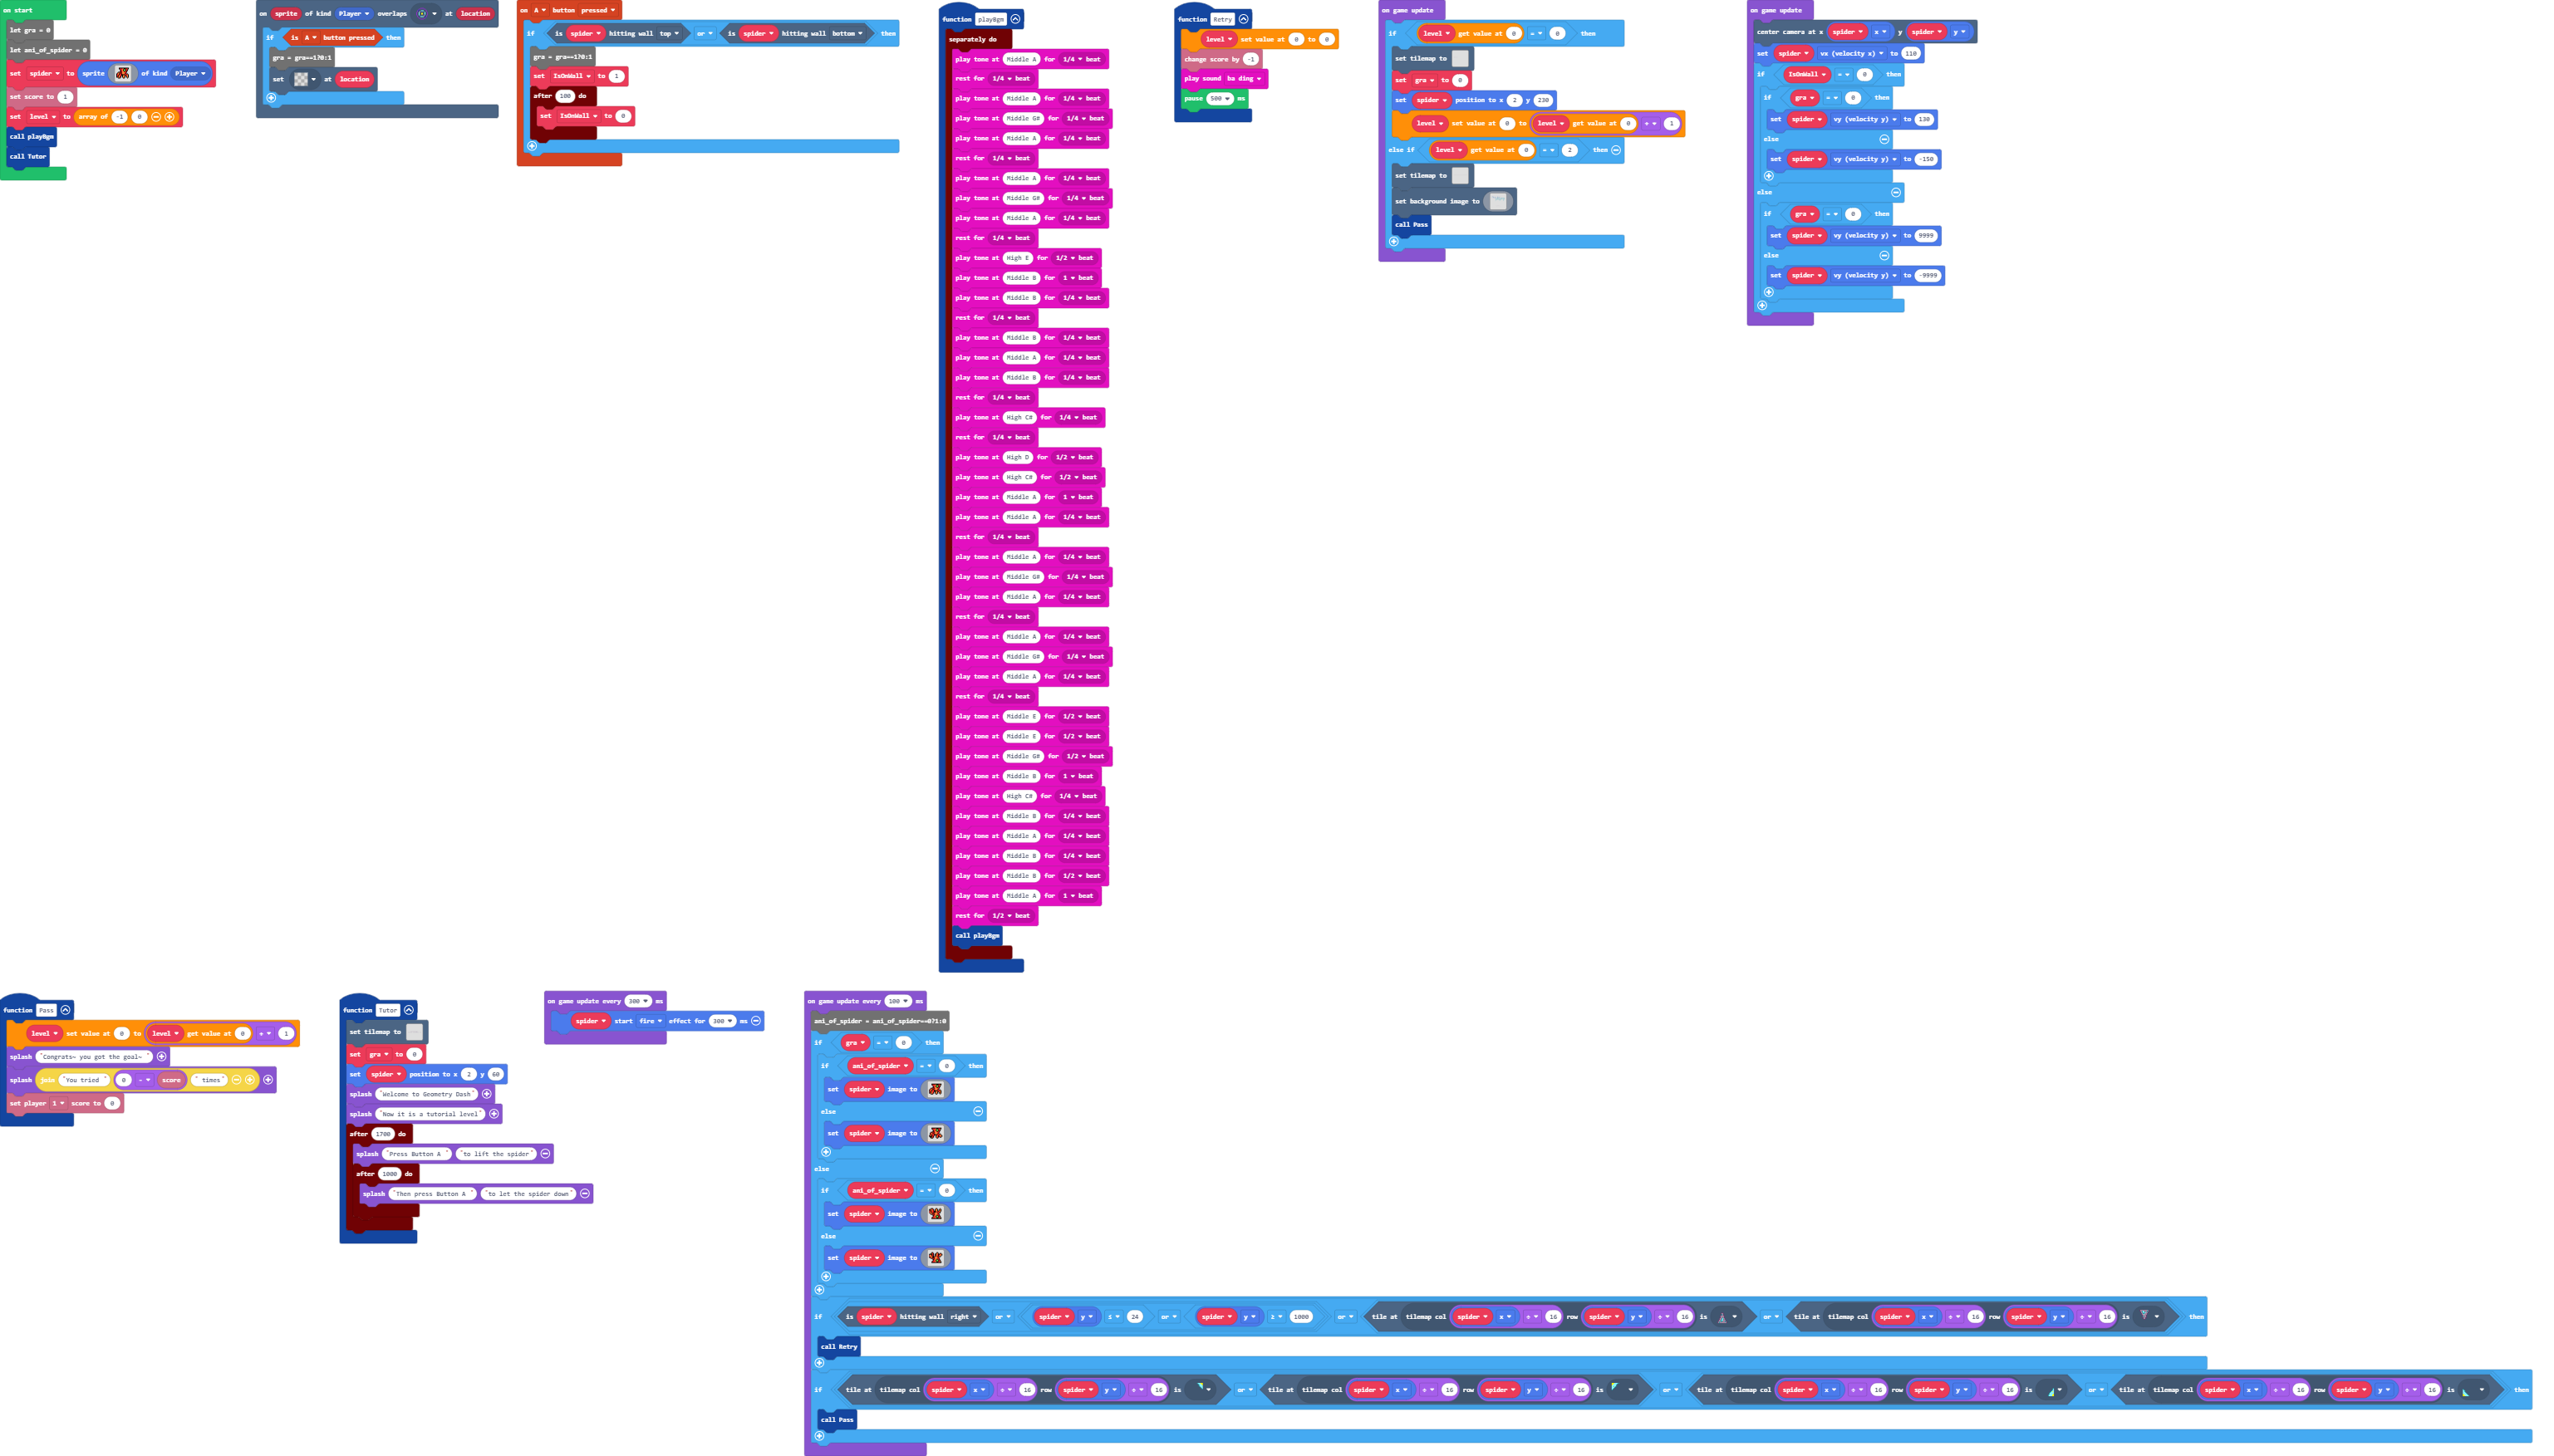 on start
let gra = 0
let ani_of_spider = 0
set spider to sprite of kind Player
set score to 1
set level to array of -1 0
call playBgm
call Tutor
on sprite of kind Player overlaps at location
if is A button pressed then
gra = gra==1?0:1
set at location
on A button pressed
if is spider hitting wall top or is spider hitting wall bottom then
gra = gra==1?0:1
set IsOnWall to 1
after 100 do
set IsOnWall to 0
function playBgm
separately do
play tone at Middle A for 1/4 beat
rest for 1/4 beat
play tone at Middle A for 1/4 beat
play tone at Middle G# for 1/4 beat
play tone at Middle A for 1/4 beat
rest for 1/4 beat
play tone at Middle A for 1/4 beat
play tone at Middle G# for 1/4 beat
play tone at Middle A for 1/4 beat
rest for 1/4 beat
play tone at High E for 1/2 beat
play tone at Middle B for 1 beat
play tone at Middle B for 1/4 beat
rest for 1/4 beat
play tone at Middle B for 1/4 beat
play tone at Middle A for 1/4 beat
play tone at Middle B for 1/4 beat
rest for 1/4 beat
play tone at High C# for 1/4 beat
rest for 1/4 beat
play tone at High D for 1/2 beat
play tone at High C# for 1/2 beat
play tone at Middle A for 1 beat
play tone at Middle A for 1/4 beat
rest for 1/4 beat
play tone at Middle A for 1/4 beat
play tone at Middle G# for 1/4 beat
play tone at Middle A for 1/4 beat
rest for 1/4 beat
play tone at Middle A for 1/4 beat
play tone at Middle G# for 1/4 beat
play tone at Middle A for 1/4 beat
rest for 1/4 beat
play tone at Middle E for 1/2 beat
play tone at Middle E for 1/2 beat
play tone at Middle G# for 1/2 beat
play tone at Middle B for 1 beat
play tone at High C# for 1/4 beat
play tone at Middle B for 1/4 beat
play tone at Middle A for 1/4 beat
play tone at Middle B for 1/4 beat
play tone at Middle B for 1/2 beat
play tone at Middle A for 1 beat
rest for 1/2 beat
call playBgm
function Retry
level set value at 0 to 0
change score by -1
play sound ba ding
pause 500 ms
on game update
if level get value at 0 = 0 then
set tilemap to
set gra to 0
set spider position to x 2 y 230
level set value at 0 to level get value at 0 + 1
else if level get value at 0 = 2 then
set tilemap to
set background image to
call Pass
on game update
center camera at x spider x y spider y
set spider vx (velocity x) to 110
if IsOnWall = 0 then
if gra = 0 then
set spider vy (velocity y) to 130
else
set spider vy (velocity y) to -150
else
if gra = 0 then
set spider vy (velocity y) to 9999
else
set spider vy (velocity y) to -9999
function Pass
level set value at 0 to level get value at 0 + 1
splash "Congrats~ you got the goal~ "
splash join "You tried " 0 - score " times"
set player 1 score to 0
function Tutor
set tilemap to
set gra to 0
set spider position to x 2 y 60
splash "Welcome to Geometry Dash"
splash "Now it is a tutorial level"
after 1700 do
splash "Press Button A " "to lift the spider"
after 1000 do
splash "Then press Button A " "to let the spider down"
on game update every 300 ms
spider start fire effect for 300 ms
on game update every 100 ms
ani_of_spider = ani_of_spider==0?1:0
if gra = 0 then
if ani_of_spider = 0 then
set spider image to
else
set spider image to
else
if ani_of_spider = 0 then
set spider image to
else
set spider image to
if is spider hitting wall right or spider y ≤ 24 or spider y ≥ 1000 or tile at tilemap col spider x ÷ 16 row spider y ÷ 16 is or tile at tilemap col spider x ÷ 16 row spider y ÷ 16 is then
call Retry
if tile at tilemap col spider x ÷ 16 row spider y ÷ 16 is or tile at tilemap col spider x ÷ 16 row spider y ÷ 16 is or tile at tilemap col spider x ÷ 16 row spider y ÷ 16 is or tile at tilemap col spider x ÷ 16 row spider y ÷ 16 is then
call Pass